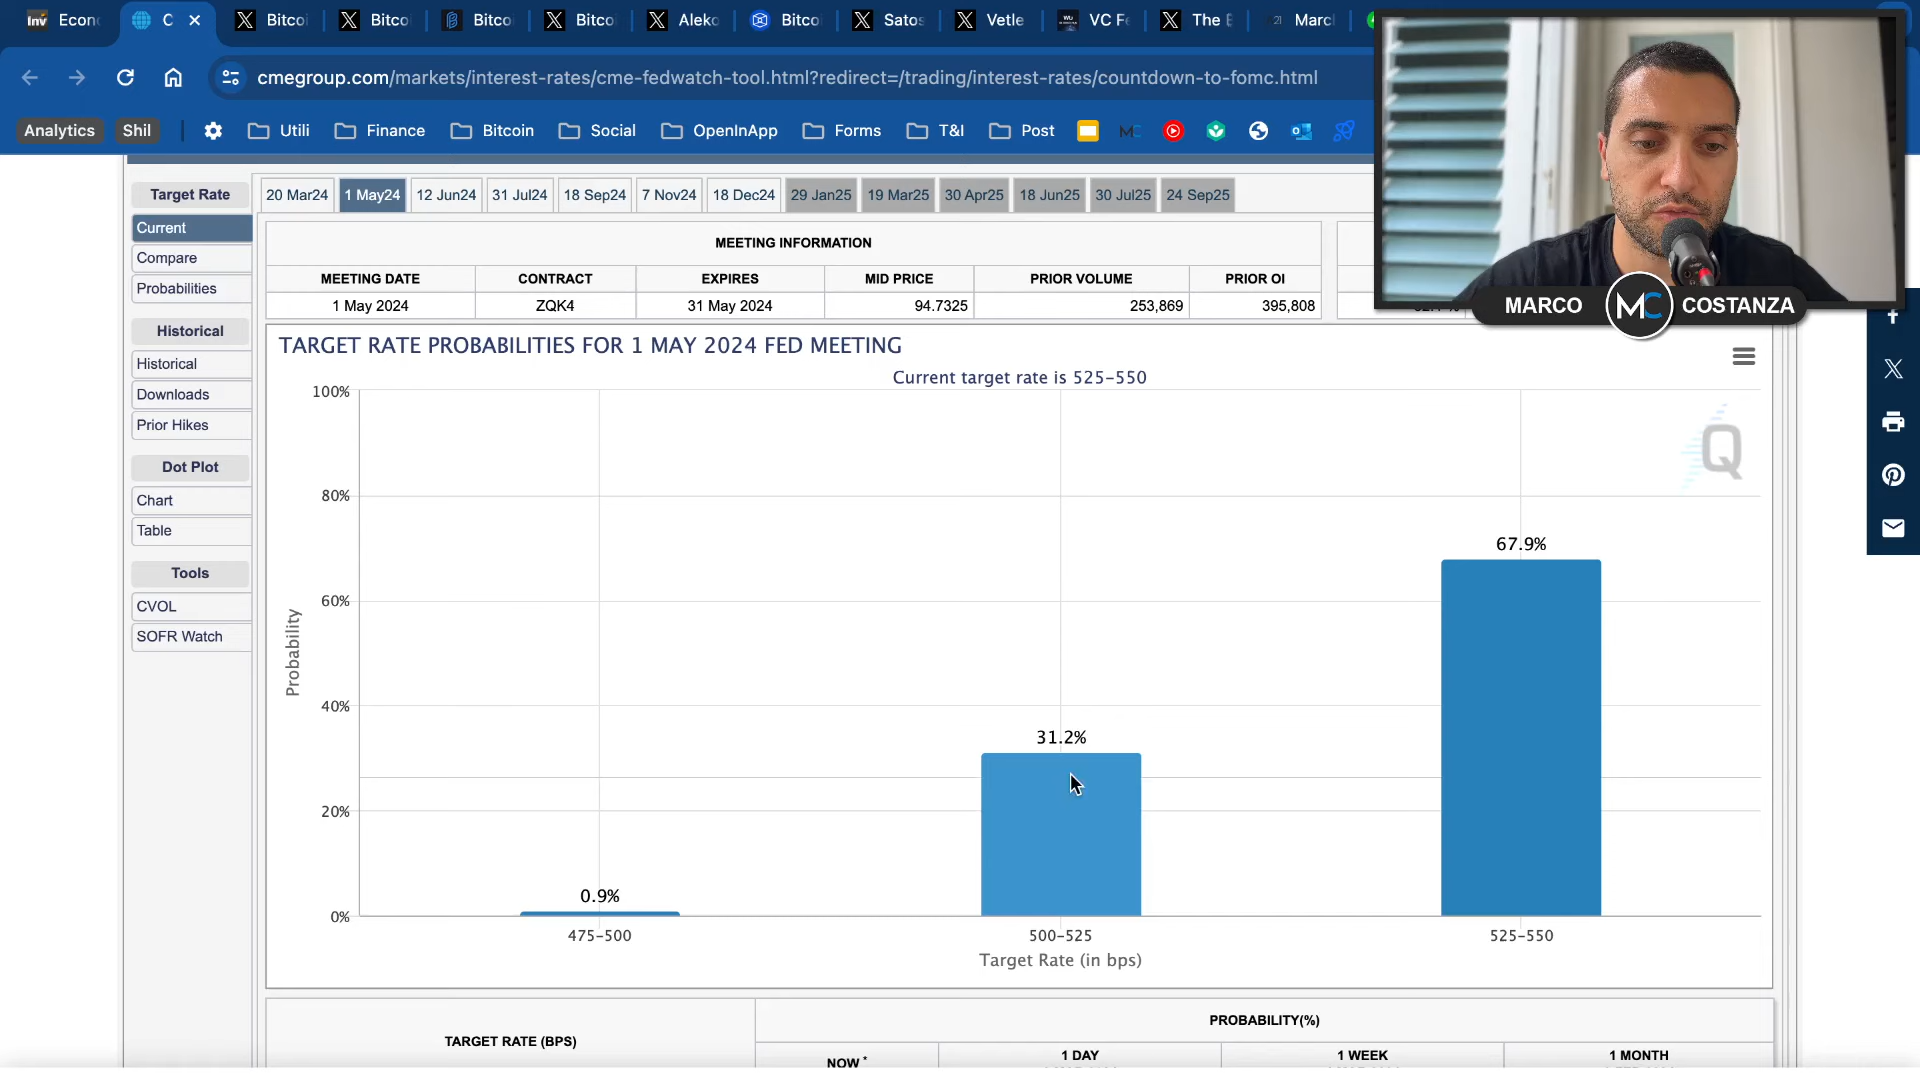 Econ
C
Bitcoi
Bitco
Bitco
Bitco
Aleko
Bitco
Satos
Vetle
VC Fe
The E
March
cmegroup.com/markets/interest-rates/cme-fedwatch-tool.html?redirect=/trading/interest-rates/countdown-to-fomc.html
Analytics
Shil
Utili
Finance
Bitcoin
Social
OpenInApp
Forms
T&I
Post
MARCO
MC
COSTANZA
Target Rate
Current
Compare
Probabilities
Historical
Historical
Downloads
Prior Hikes
Dot Plot
Chart
Table
Tools
CVOL
SOFR Watch
20 Mar24
1 May24
12 Jun24
31 Jul24
18 Sep24
7 Nov24
18 Dec24
29 Jan25
19 Mar25
30 Apr25
18 Jun25
30 Jul25
24 Sep25
MEETING INFORMATION
MEETING DATE CONTRACT EXPIRES MID PRICE PRIOR VOLUME PRIOR OI
1 May 2024 ZQK4 31 May 2024 94.7325 253,869 395,808
TARGET RATE PROBABILITIES FOR 1 MAY 2024 FED MEETING
Current target rate is 525-550
100%
80%
60%
40%
20%
0%
Probability
0.9%
31.2%
67.9%
475-500
500-525
525-550
Target Rate (in bps)
Q
TARGET RATE (BPS)
PROBABILITY(%)
NOW *
1 DAY
1 WEEK
1 MONTH